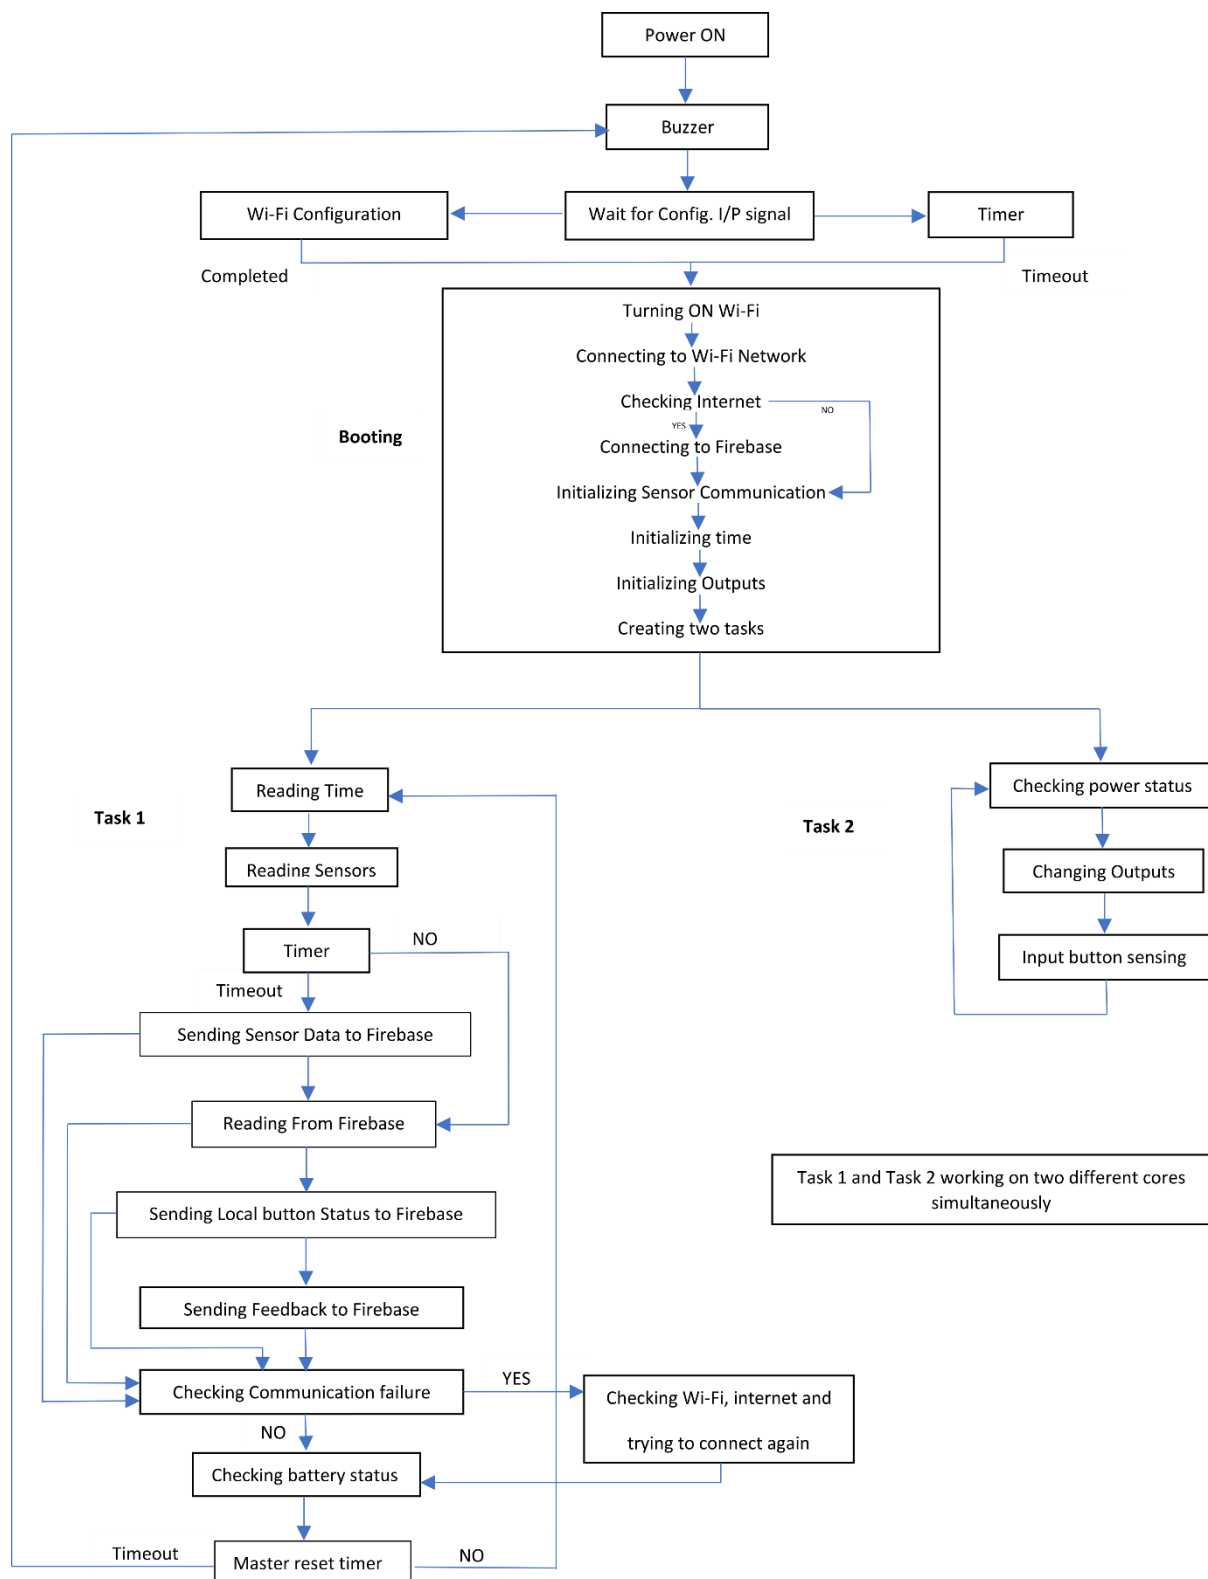 Power ON
Buzzer
Wi-Fi Configuration
Wait for Config. I/P signal
Timer
Completed
Timeout
Turning ON Wi-Fi
Connecting to Wi-Fi Network
Checking Internet
NO
YES
Booting
Connecting to Firebase
Initializing Sensor Communication
Initializing time
Initializing Outputs
Creating two tasks
Reading Time
Checking power status
Task 1
Task 2
Reading Sensors
Changing Outputs
Timer
NO
Input button sensing
Timeout
Sending Sensor Data to Firebase
Reading From Firebase
Task 1 and Task 2 working on two different cores
simultaneously
Sending Local button Status to Firebase
Sending Feedback to Firebase
Checking Communication failure
YES
Checking Wi-Fi, internet and
trying to connect again
NO
Checking battery status
Timeout
Master reset timer
NO